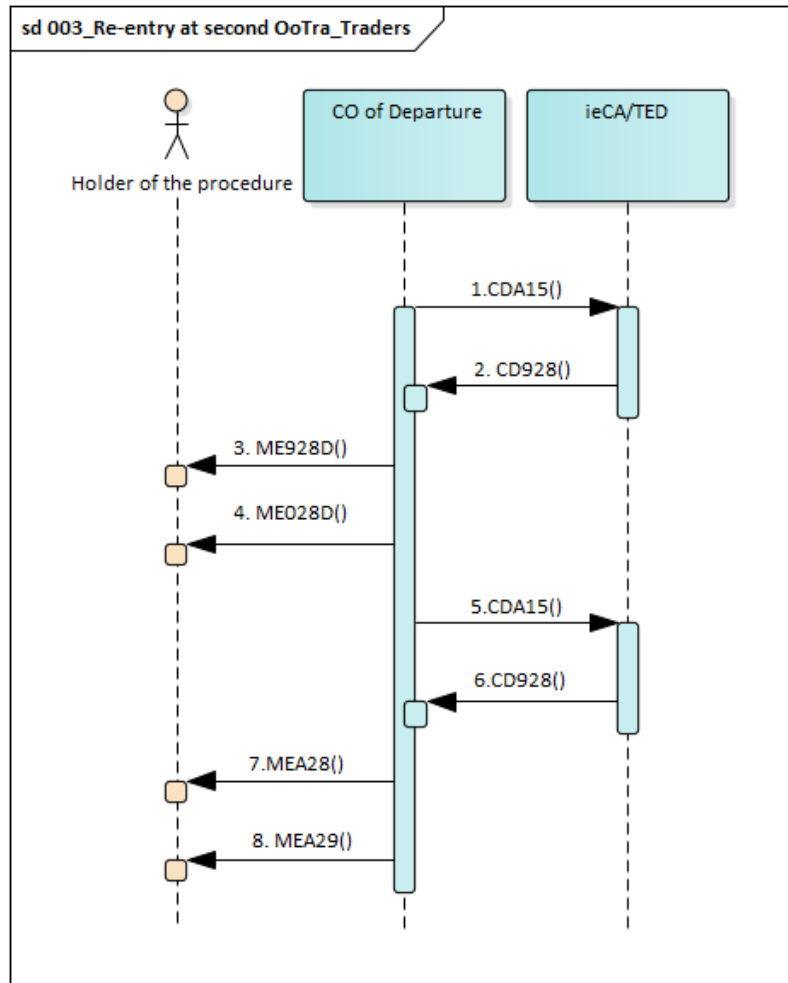 sd 003_Re-entry at second OoTra_Traders
CO of Departure
ieCA/TED
Holder of the procedure
1.CDA15()
2. CD928()
3. ME928D()
4. ME028D()
5.CDA15()
6.CD928()
7.MEA28()
8. MEA29()